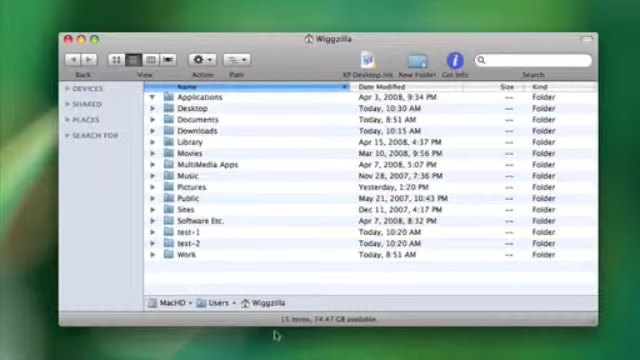 Wiggzilla
Back View Action Path XP Desktop.lnk New Folder Get Info Search
Name Date Modified Size Kind
DEVICES
SHARED
PLACES
SEARCH FOR
Applications Apr 3, 2008, 9:34 PM -- Folder
Desktop Today, 10:30 AM -- Folder
Documents Today, 8:51 AM -- Folder
Downloads Today, 10:15 AM -- Folder
Library Apr 15, 2008, 4:37 PM -- Folder
Movies Mar 10, 2008, 9:56 PM -- Folder
MultiMedia Apps Apr 7, 2008, 5:07 PM -- Folder
Music Nov 28, 2007, 7:36 PM -- Folder
Pictures Yesterday, 1:20 PM -- Folder
Public May 21, 2007, 10:43 PM -- Folder
Sites Dec 11, 2007, 4:17 PM -- Folder
Software Etc. Apr 7, 2008, 8:32 PM -- Folder
test-1 Today, 10:20 AM -- Folder
test-2 Today, 10:20 AM -- Folder
Work Today, 8:51 AM -- Folder
MacHD Users Wiggzilla
15 items, 74.47 GB available